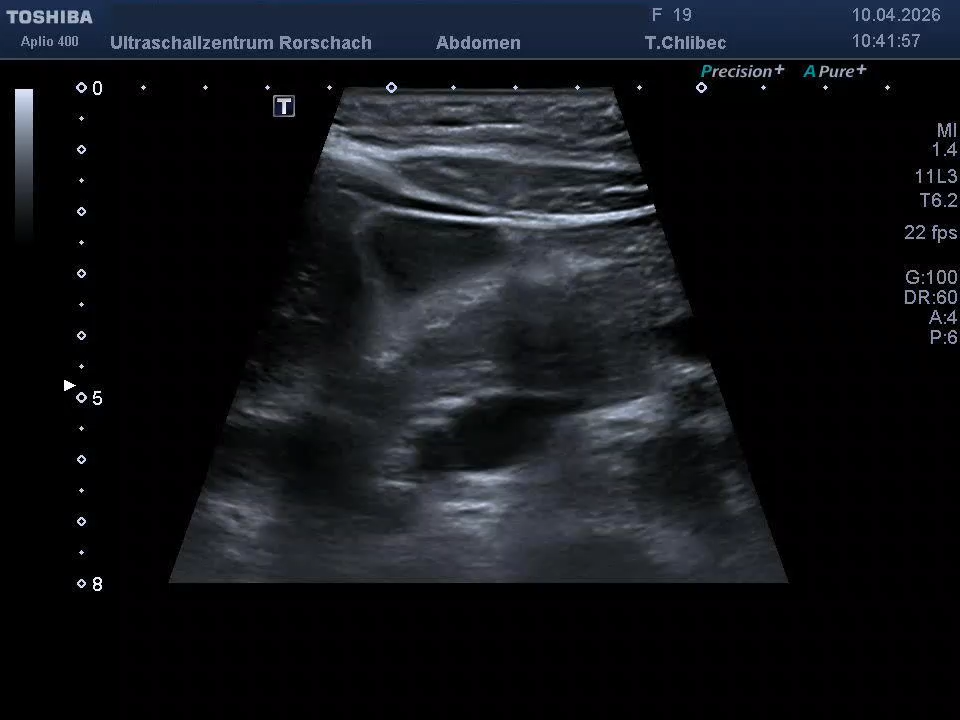 TOSHIBA F 19 10.04.2026
Aplio 400 Ultraschallzentrum Rorschach Abdomen T.Chlibec 10:41:57
Precision+ A Pure+
0
T
MI
1.4
11L3
T6.2
22 fps
G:100
DR:60
A:4
P:6
5
8